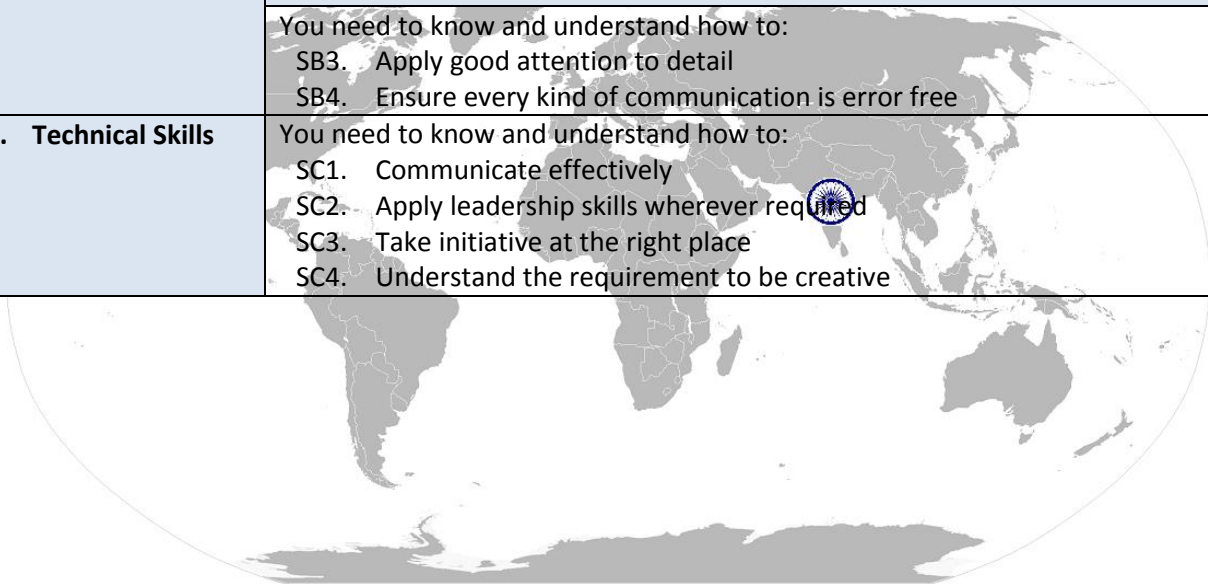 You need to know and understand how to:
SB3. Apply good attention to detail
SB4. Ensure every kind of communication is error free
. Technical Skills
You need to know and understand how to:
SC1. Communicate effectively
SC2. Apply leadership skills wherever required
SC3. Take initiative at the right place
SC4. Understand the requirement to be creative